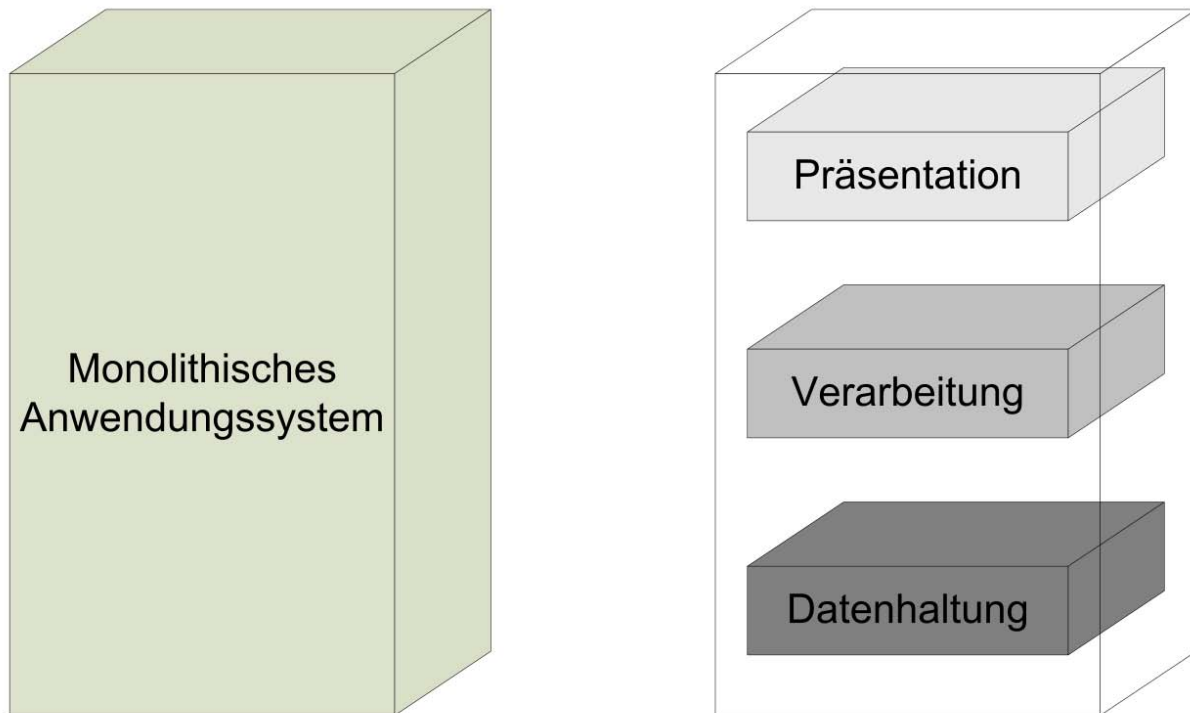 Monolithisches
Anwendungssystem
Präsentation
Verarbeitung
Datenhaltung